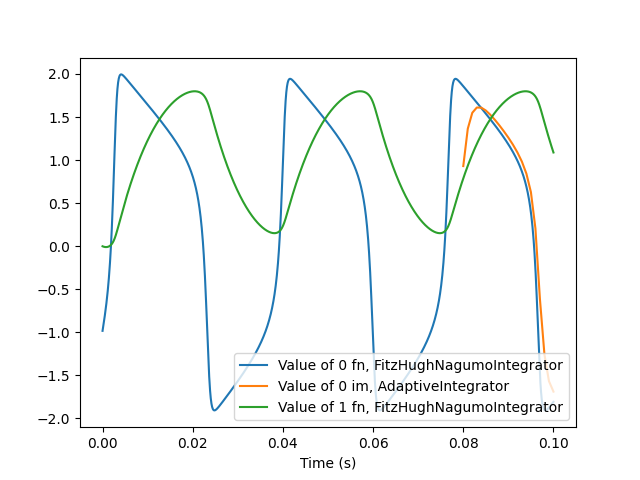 2.0
1.5
1.0
0.5
0.0
−0.5
−1.0
−1.5
−2.0
Value of 0 fn, FitzHughNagumoIntegrator
Value of 0 im, AdaptiveIntegrator
Value of 1 fn, FitzHughNagumoIntegrator
0.00 0.02 0.04 0.06 0.08 0.10
Time (s)